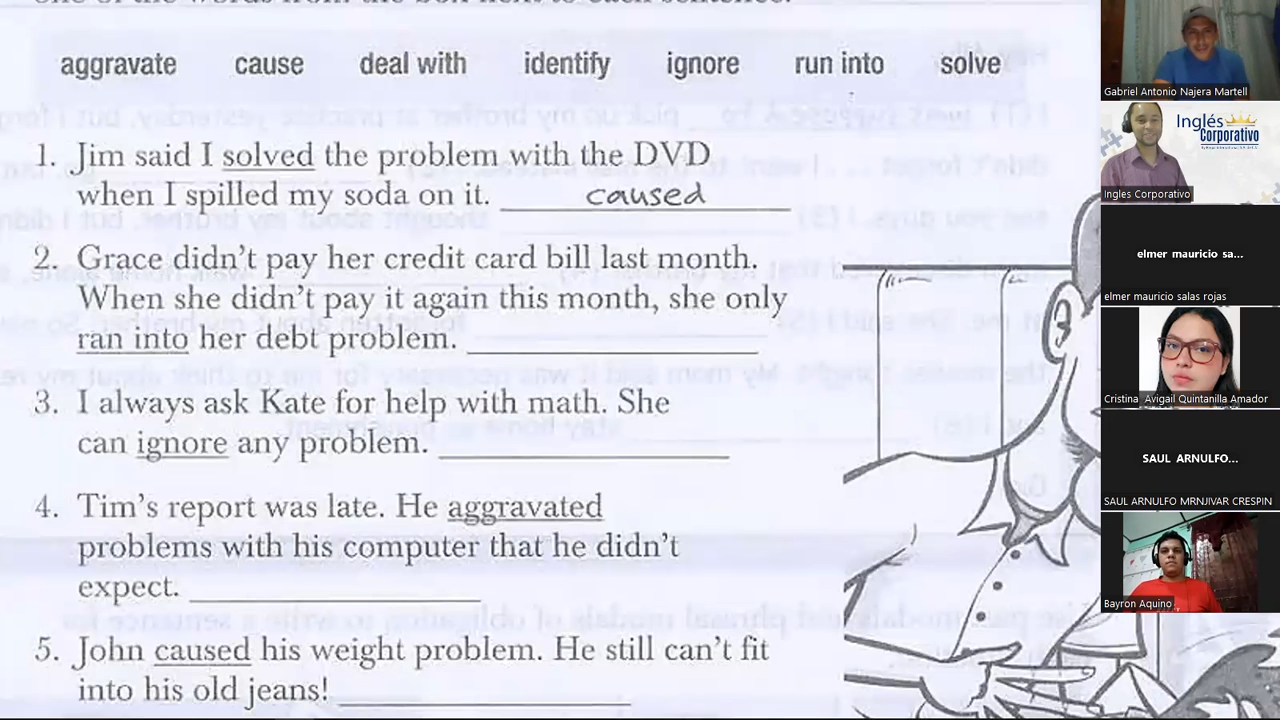 aggravate cause deal with identify ignore run into solve
1. Jim said I solved the problem with the DVD
when I spilled my soda on it. caused
2. Grace didn't pay her credit card bill last month.
When she didn't pay it again this month, she only
ran into her debt problem.
3. I always ask Kate for help with math. She
can ignore any problem.
4. Tim's report was late. He aggravated
problems with his computer that he didn't
expect.
5. John caused his weight problem. He still can't fit
into his old jeans!
Gabriel Antonio Najera Martell
Inglés
Corporativo
Inglés Corporativo
elmer mauricio sa...
elmer mauricio salas rojas
Cristina Avigail Quintanilla Amador
SAUL ARNULFO...
SAUL ARNULFO MRNJIVAR CRESPIN
Bayron Aquino